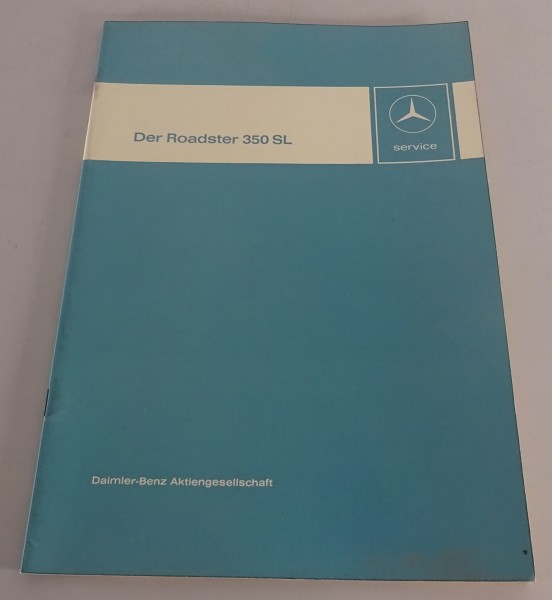 Der Roadster 350 SL
service
Daimler-Benz Aktiengesellschaft